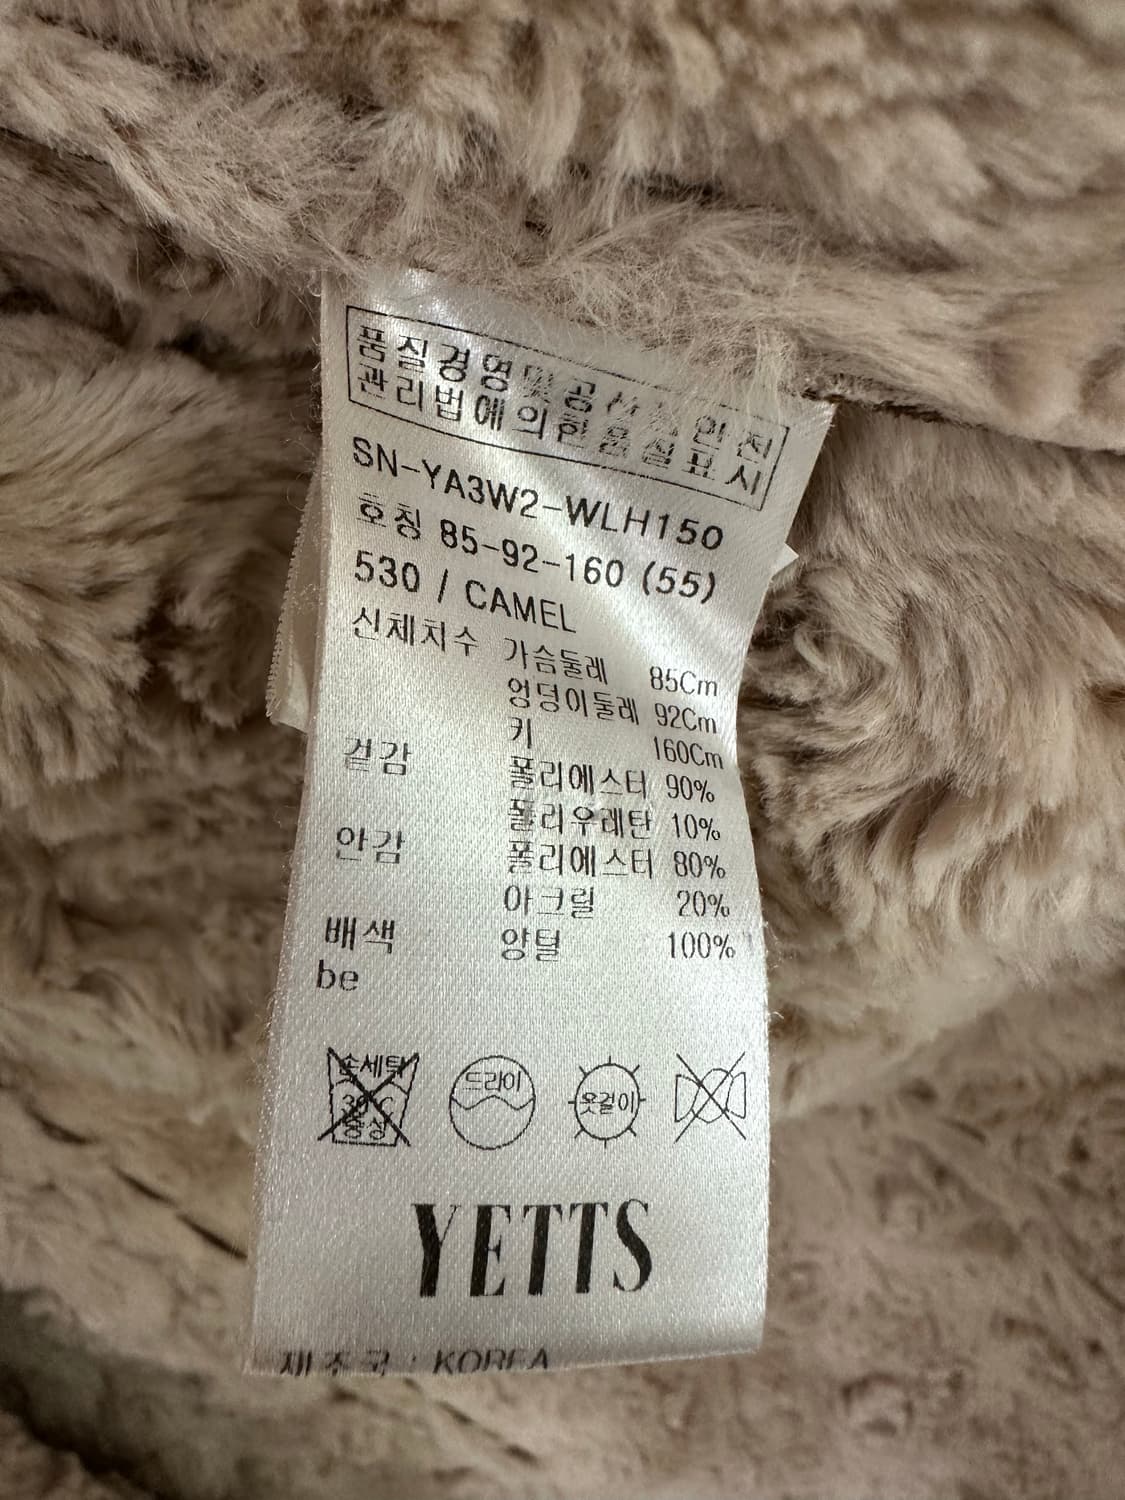 품질경영및공산품안전
관리법에의한품질표시
SN-YA3W2-WLH150
호칭 85-92-160 (55)
530 / CAMEL
신체치수 가슴둘레 85Cm
엉덩이둘레 92Cm
키 160Cm
겉감 폴리에스터 90%
폴리우레탄 10%
안감 폴리에스터 80%
아크릴 20%
배색 양털 100%
be
손세탁 드라이 옷걸이
30°C
중성
YETTS
제조국 : KOREA